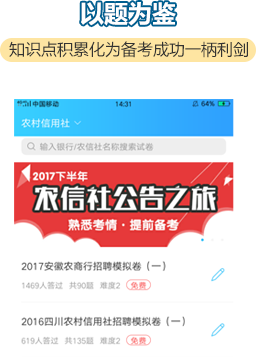 以题为鉴
知识点积累化为备考成功一柄利剑
中国移动 14:31 64%
农村信用社
输入银行/农信社名称搜索试卷
2017下半年
农信社公告之旅
熟悉考情·提前备考
2017安徽农商行招聘模拟卷（一）
1469人答过 共90题 难度2 免费
2016四川农村信用社招聘模拟卷（一）
619人答过 共135题 难度2 免费